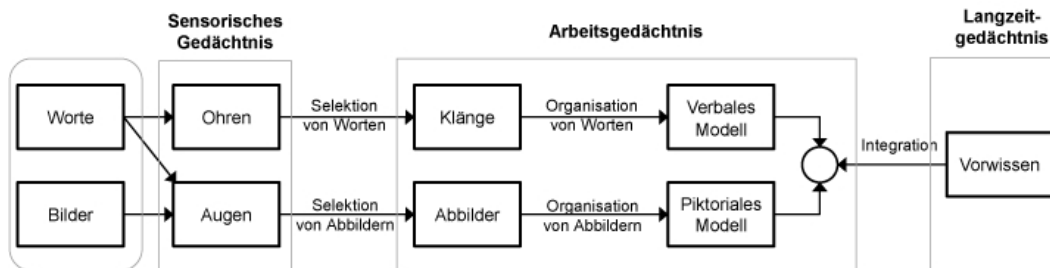 Sensorisches
Gedächtnis
Arbeitsgedächtnis
Langzeit-
gedächtnis
Worte
Ohren
Selektion
von Worten
Klänge
Organisation
von Worten
Verbales
Modell
Integration
Vorwissen
Bilder
Augen
Selektion
von Abbildern
Abbilder
Organisation
von Abbildern
Piktoriales
Modell